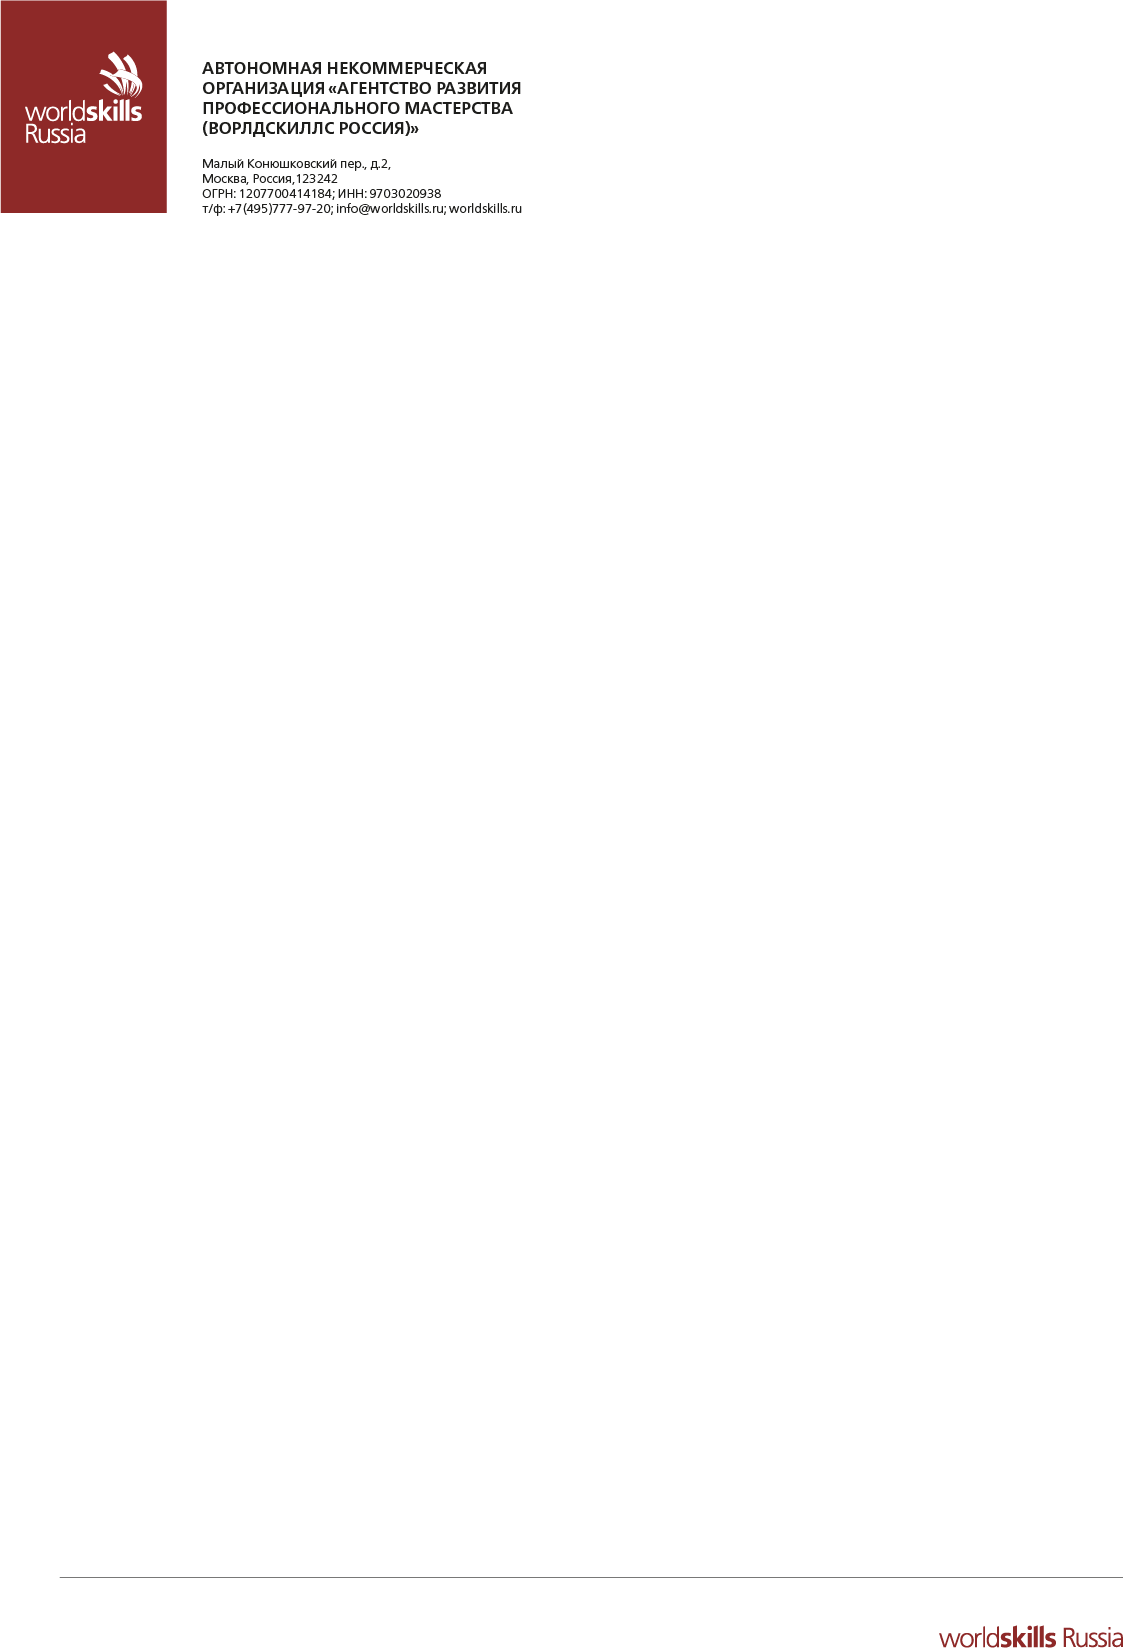 worldskills
Russia
АВТОНОМНАЯ НЕКОММЕРЧЕСКАЯ
ОРГАНИЗАЦИЯ «АГЕНТСТВО РАЗВИТИЯ
ПРОФЕССИОНАЛЬНОГО МАСТЕРСТВА
(ВОРЛДСКИЛЛС РОССИЯ)»
Малый Конюшковский пер., д.2,
Москва, Россия,123242
ОГРН: 1207700414184; ИНН: 9703020938
т/ф: +7(495)777-97-20; info@worldskills.ru; worldskills.ru
worldskills Russia